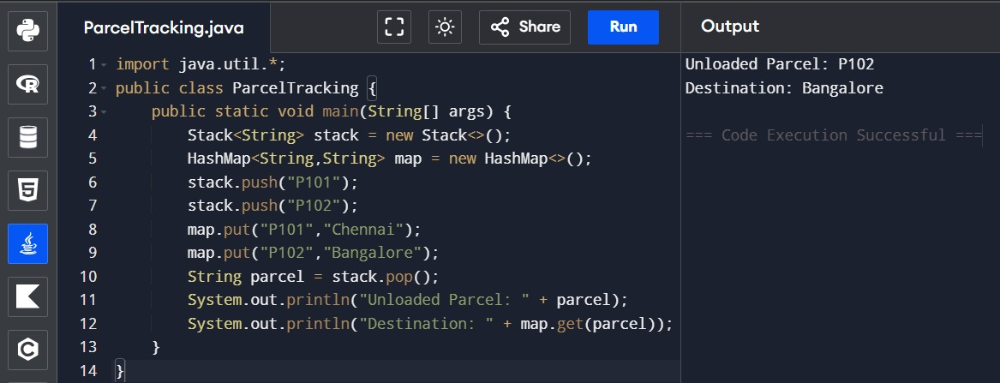 ParcelTracking.java
Share
Run
Output
1 import java.util.*;
2 public class ParcelTracking {
3     public static void main(String[] args) {
4         Stack<String> stack = new Stack<>();
5         HashMap<String,String> map = new HashMap<>();
6         stack.push("P101");
7         stack.push("P102");
8         map.put("P101","Chennai");
9         map.put("P102","Bangalore");
10         String parcel = stack.pop();
11         System.out.println("Unloaded Parcel: " + parcel);
12         System.out.println("Destination: " + map.get(parcel));
13     }
14 }
Unloaded Parcel: P102
Destination: Bangalore
=== Code Execution Successful ===
R
5
C